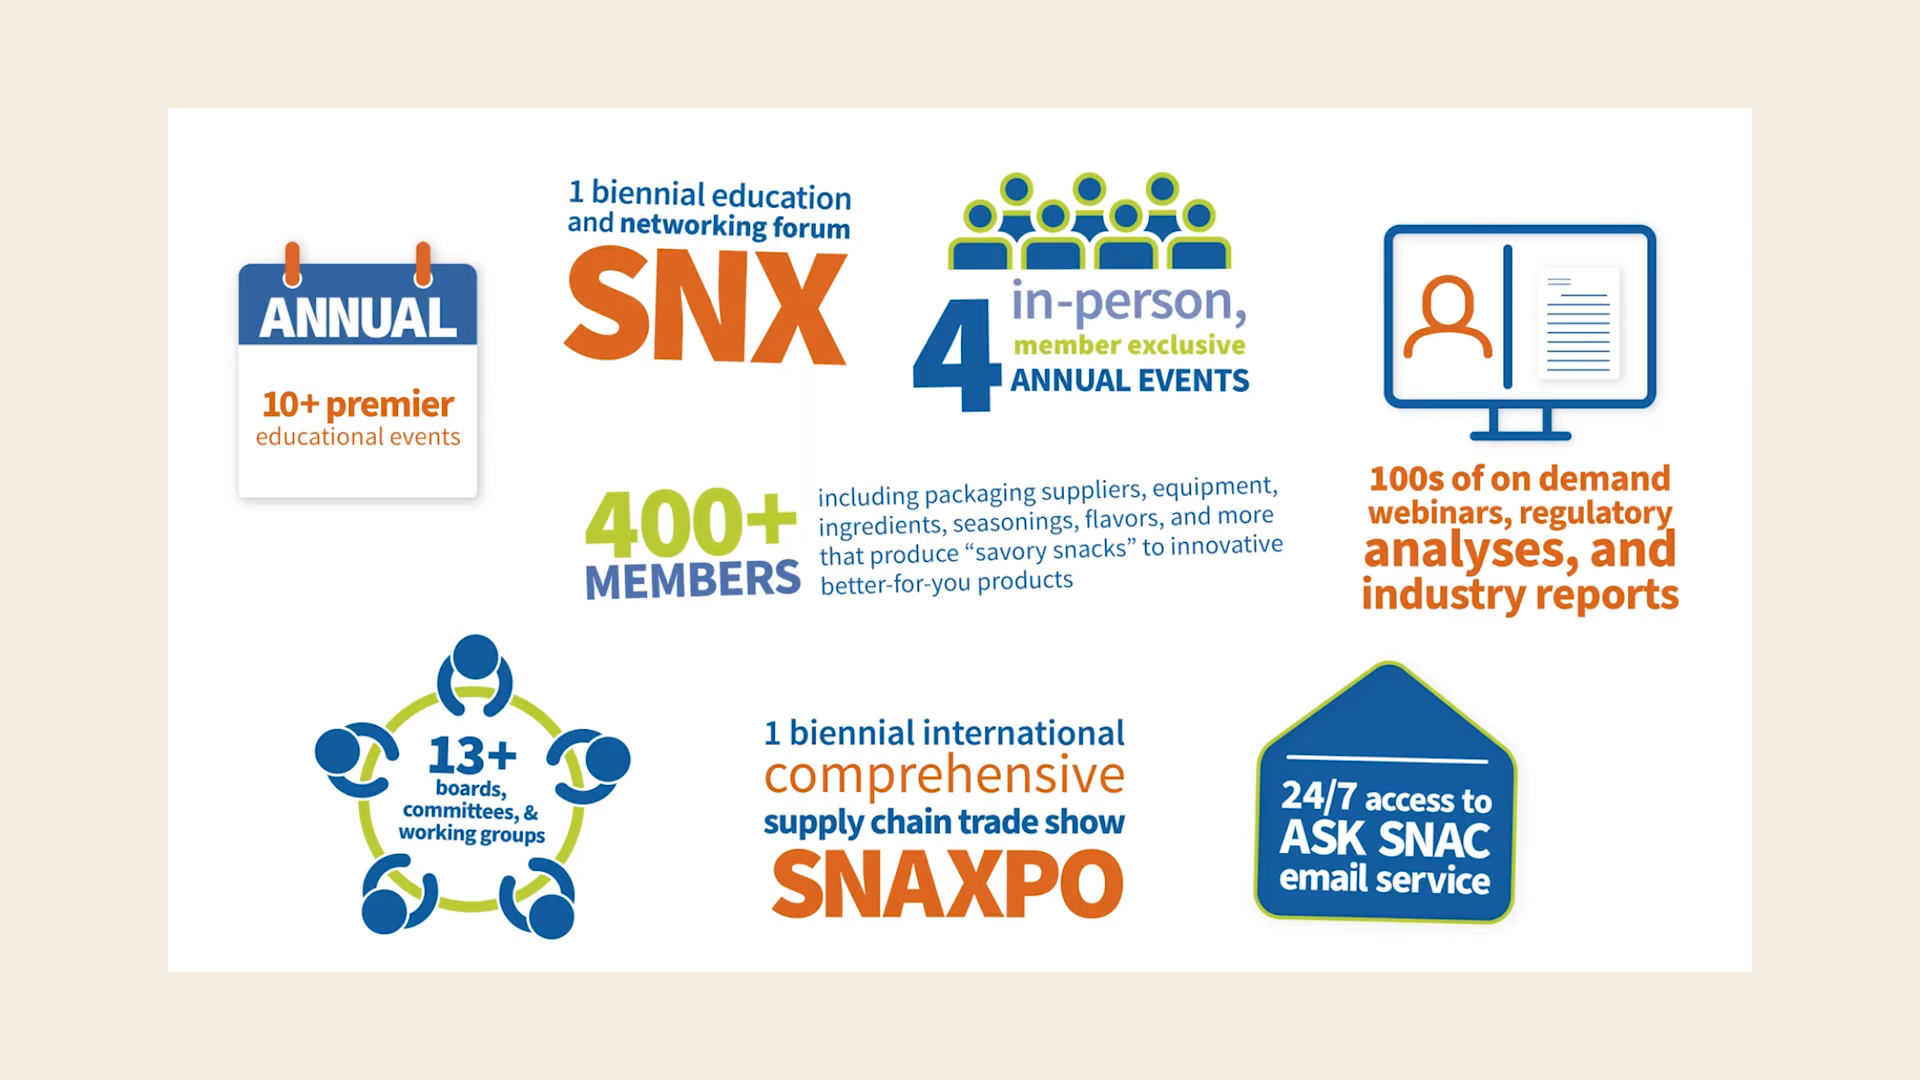 ANNUAL
10+ premier
educational events
1 biennial education
and networking forum
SNX
4
in-person,
member exclusive
ANNUAL EVENTS
100s of on demand
webinars, regulatory
analyses, and
industry reports
400+
MEMBERS
including packaging suppliers, equipment,
ingredients, seasonings, flavors, and more
that produce “savory snacks” to innovative
better-for-you products
13+
boards,
committees, &
working groups
1 biennial international
comprehensive
supply chain trade show
SNAXPO
24/7 access to
ASK SNAC
email service